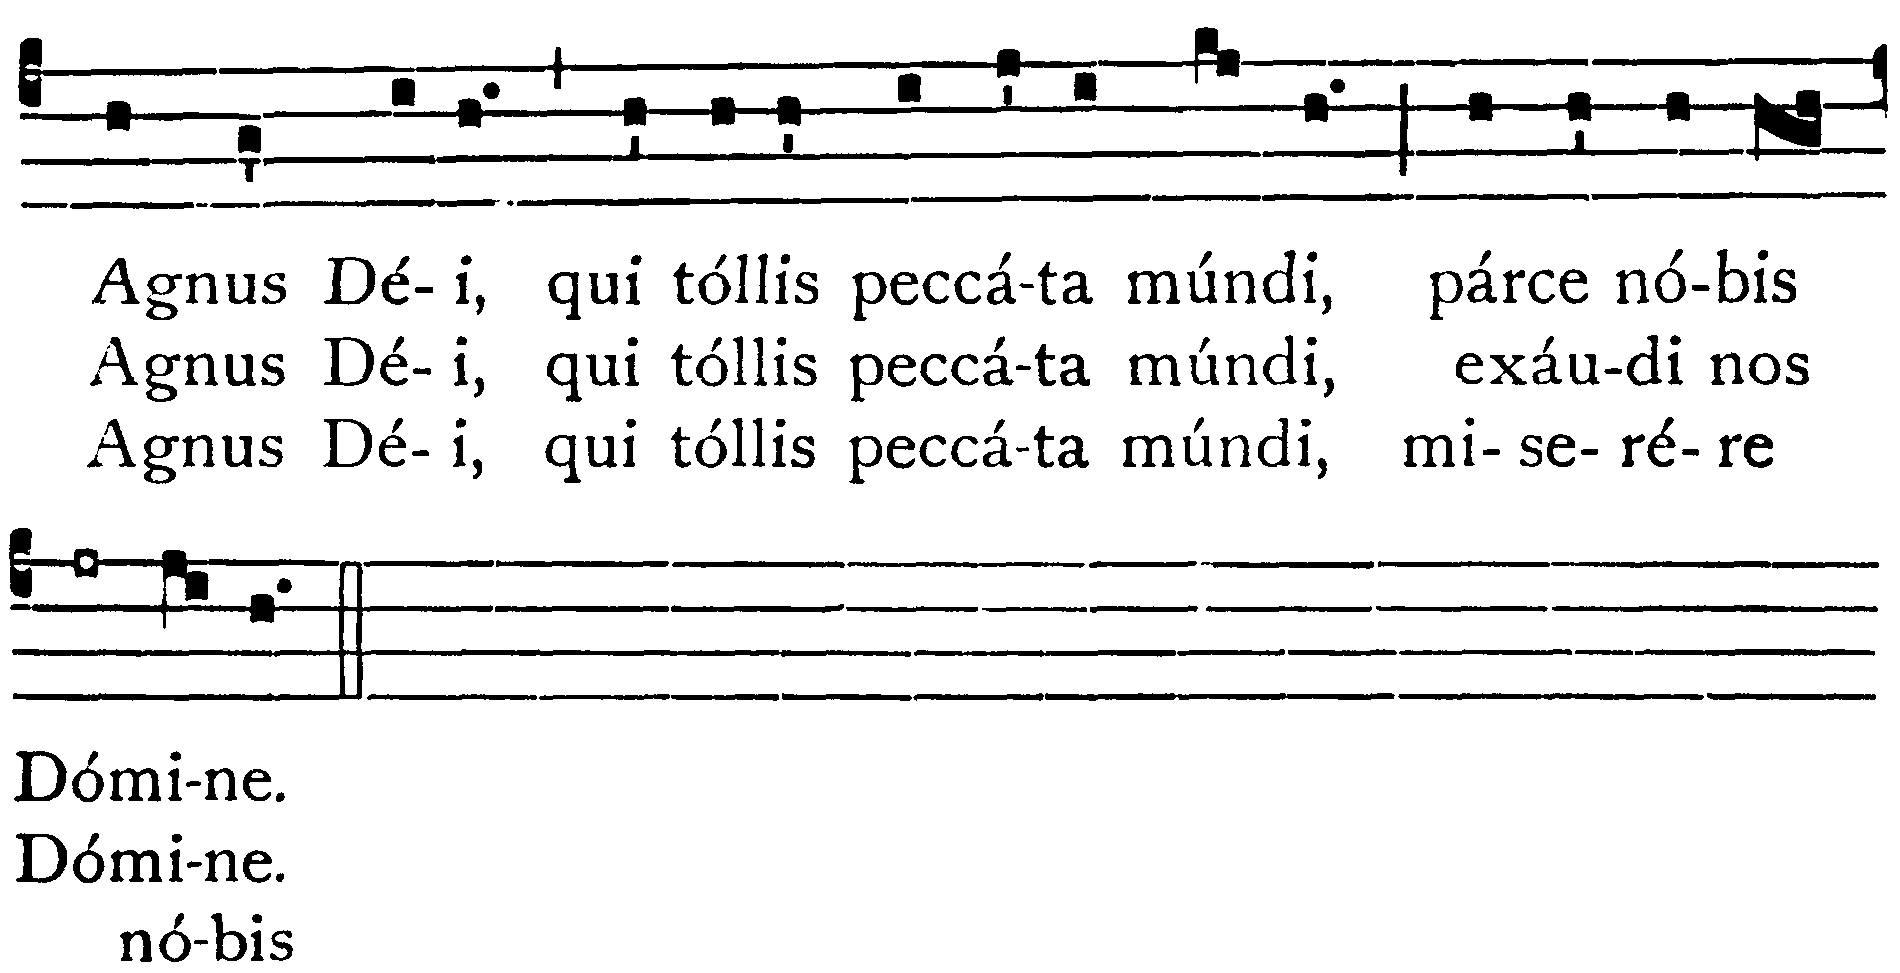 Agnus Dé- i, qui tóllis peccá-ta múndi, párce nó-bis
Agnus Dé- i, qui tóllis peccá-ta múndi, exáu-di nos
Agnus Dé- i, qui tóllis peccá-ta múndi, mi- se- ré- re
Dómi-ne.
Dómi-ne.
nó-bis